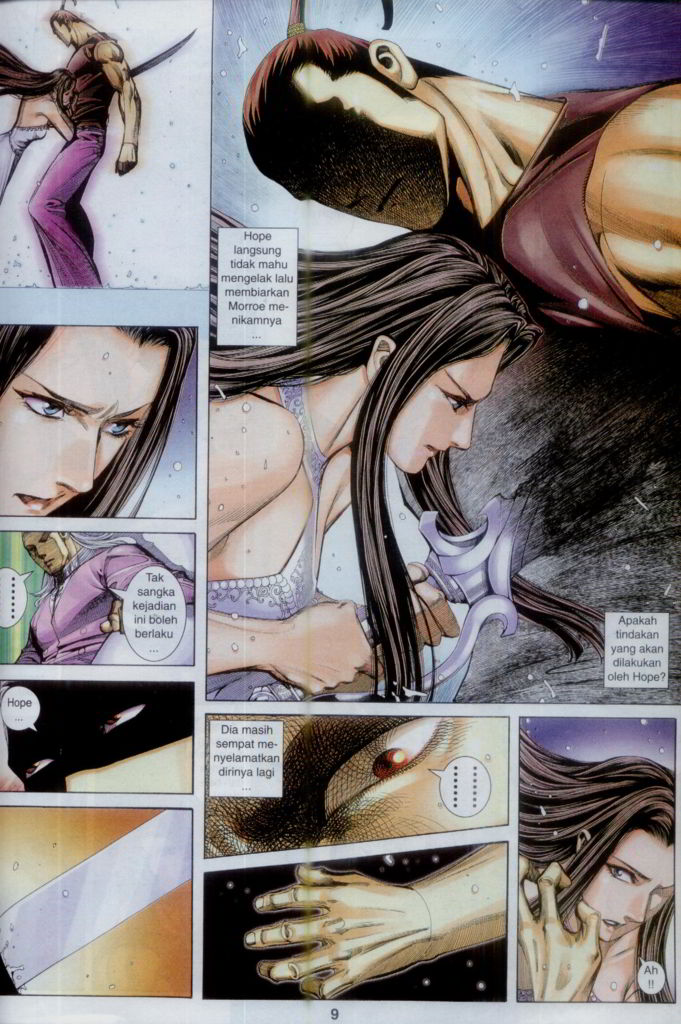 Hope
langsung
tidak mahu
mengelak lalu
membiarkan
Morroe me-
nikamnya
...
Apakah
tindakan
yang akan
dilakukan
oleh Hope?
Tak
sangka
kejadian
ini boleh
berlaku
...
Hope
...
Dia masih
sempat me-
nyelamatkan
dirinya lagi
...
Ah
!!
9